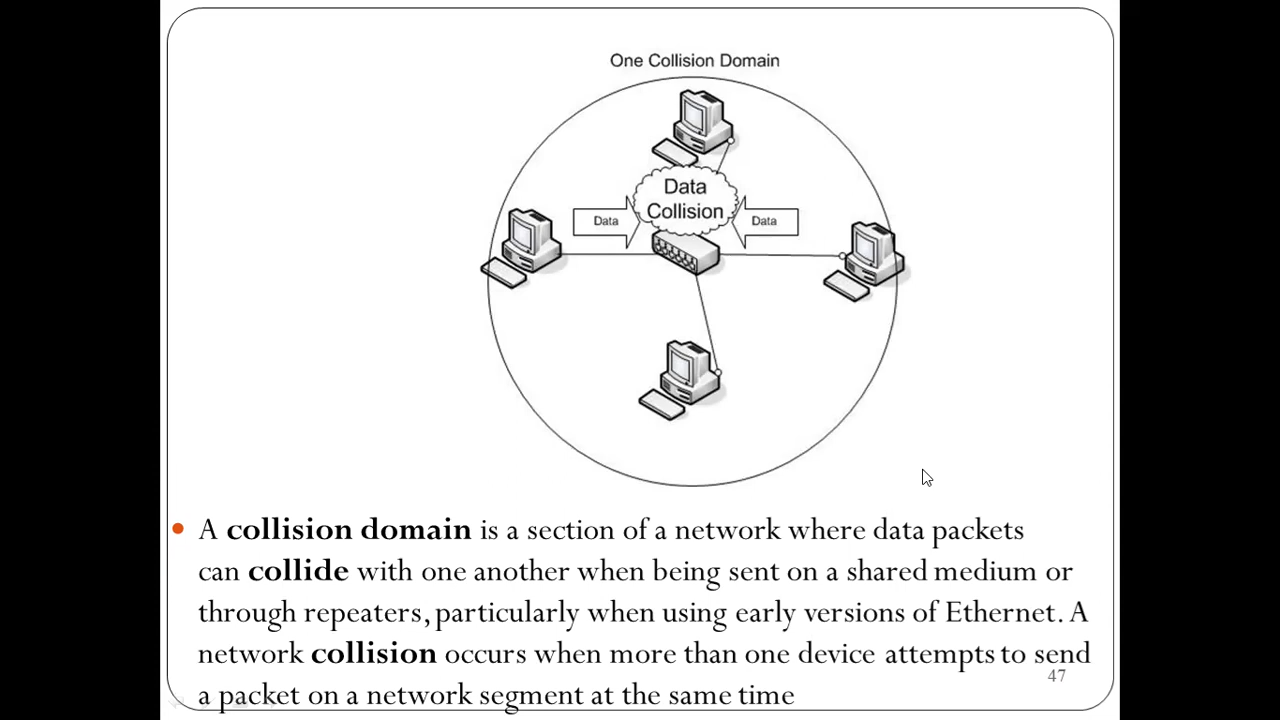 One Collision Domain
Data
Collision
Data
Data
A collision domain is a section of a network where data packets
can collide with one another when being sent on a shared medium or
through repeaters, particularly when using early versions of Ethernet. A
network collision occurs when more than one device attempts to send
a packet on a network segment at the same time
47